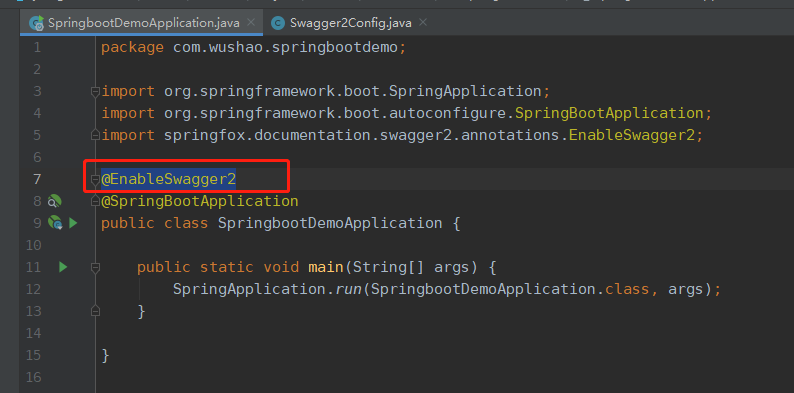 SpringbootDemoApplication.java × Swagger2Config.java ×
1 package com.wushao.springbootdemo;
2
3 import org.springframework.boot.SpringApplication;
4 import org.springframework.boot.autoconfigure.SpringBootApplication;
5 import springfox.documentation.swagger2.annotations.EnableSwagger2;
6
7 @EnableSwagger2
8 @SpringBootApplication
9 public class SpringbootDemoApplication {
10
11 public static void main(String[] args) {
12 SpringApplication.run(SpringbootDemoApplication.class, args);
13 }
14
15 }
16